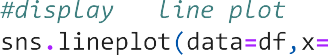 #display   line plot
sns.lineplot(data=df,x=